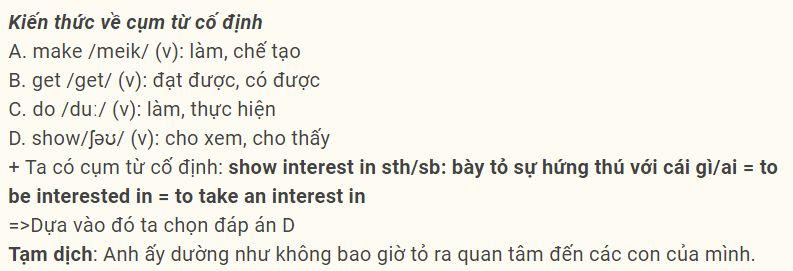 Kiến thức về cụm từ cố định
A. make /meik/ (v): làm, chế tạo
B. get /get/ (v): đạt được, có được
C. do /duː/ (v): làm, thực hiện
D. show/ʃəʊ/ (v): cho xem, cho thấy
+ Ta có cụm từ cố định: show interest in sth/sb: bày tỏ sự hứng thú với cái gì/ai = to
be interested in = to take an interest in
=>Dựa vào đó ta chọn đáp án D
Tạm dịch: Anh ấy dường như không bao giờ tỏ ra quan tâm đến các con của mình.